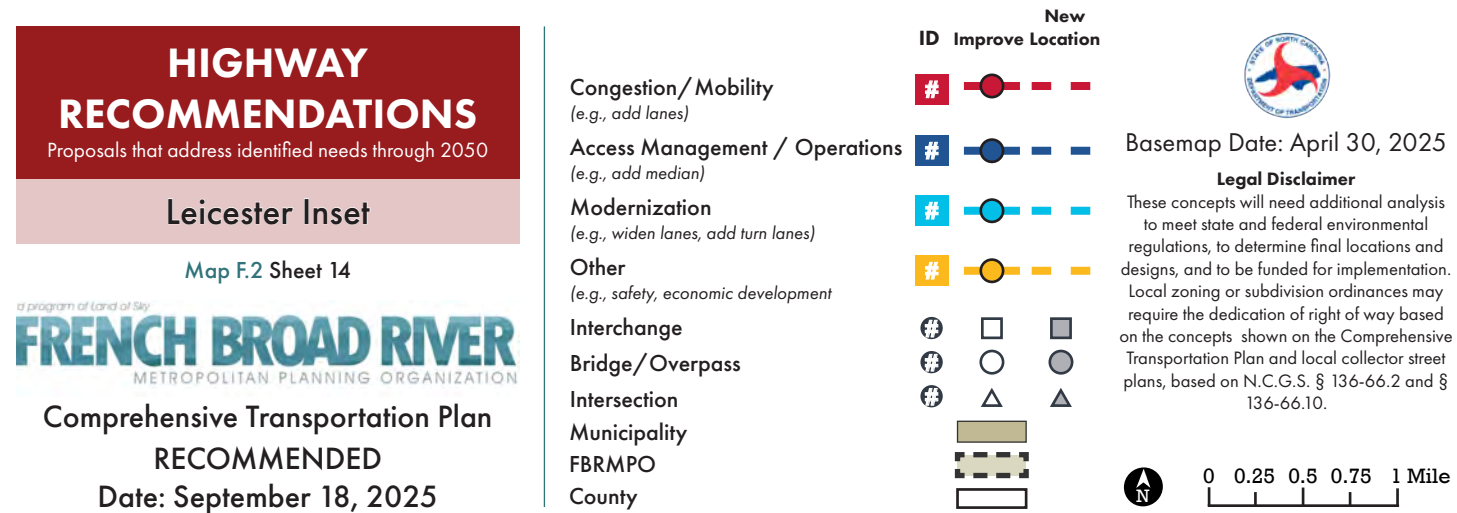 HIGHWAY
RECOMMENDATIONS
Proposals that address identified needs through 2050
Leicester Inset
Map F.2 Sheet 14
a program of Land of Sky
FRENCH BROAD RIVER
METROPOLITAN PLANNING ORGANIZATION
Comprehensive Transportation Plan
RECOMMENDED
Date: September 18, 2025
New
ID Improve Location
Congestion/Mobility #
(e.g., add lanes)
Access Management / Operations #
(e.g., add median)
Modernization #
(e.g., widen lanes, add turn lanes)
Other #
(e.g., safety, economic development
Interchange #
Bridge/Overpass #
Intersection #
Municipality
FBRMPO
County
STATE OF NORTH CAROLINA
DEPARTMENT OF TRANSPORTATION
Basemap Date: April 30, 2025
Legal Disclaimer
These concepts will need additional analysis
to meet state and federal environmental
regulations, to determine final locations and
designs, and to be funded for implementation.
Local zoning or subdivision ordinances may
require the dedication of right of way based
on the concepts shown on the Comprehensive
Transportation Plan and local collector street
plans, based on N.C.G.S. § 136-66.2 and §
136-66.10.
N
0 0.25 0.5 0.75 1 Mile